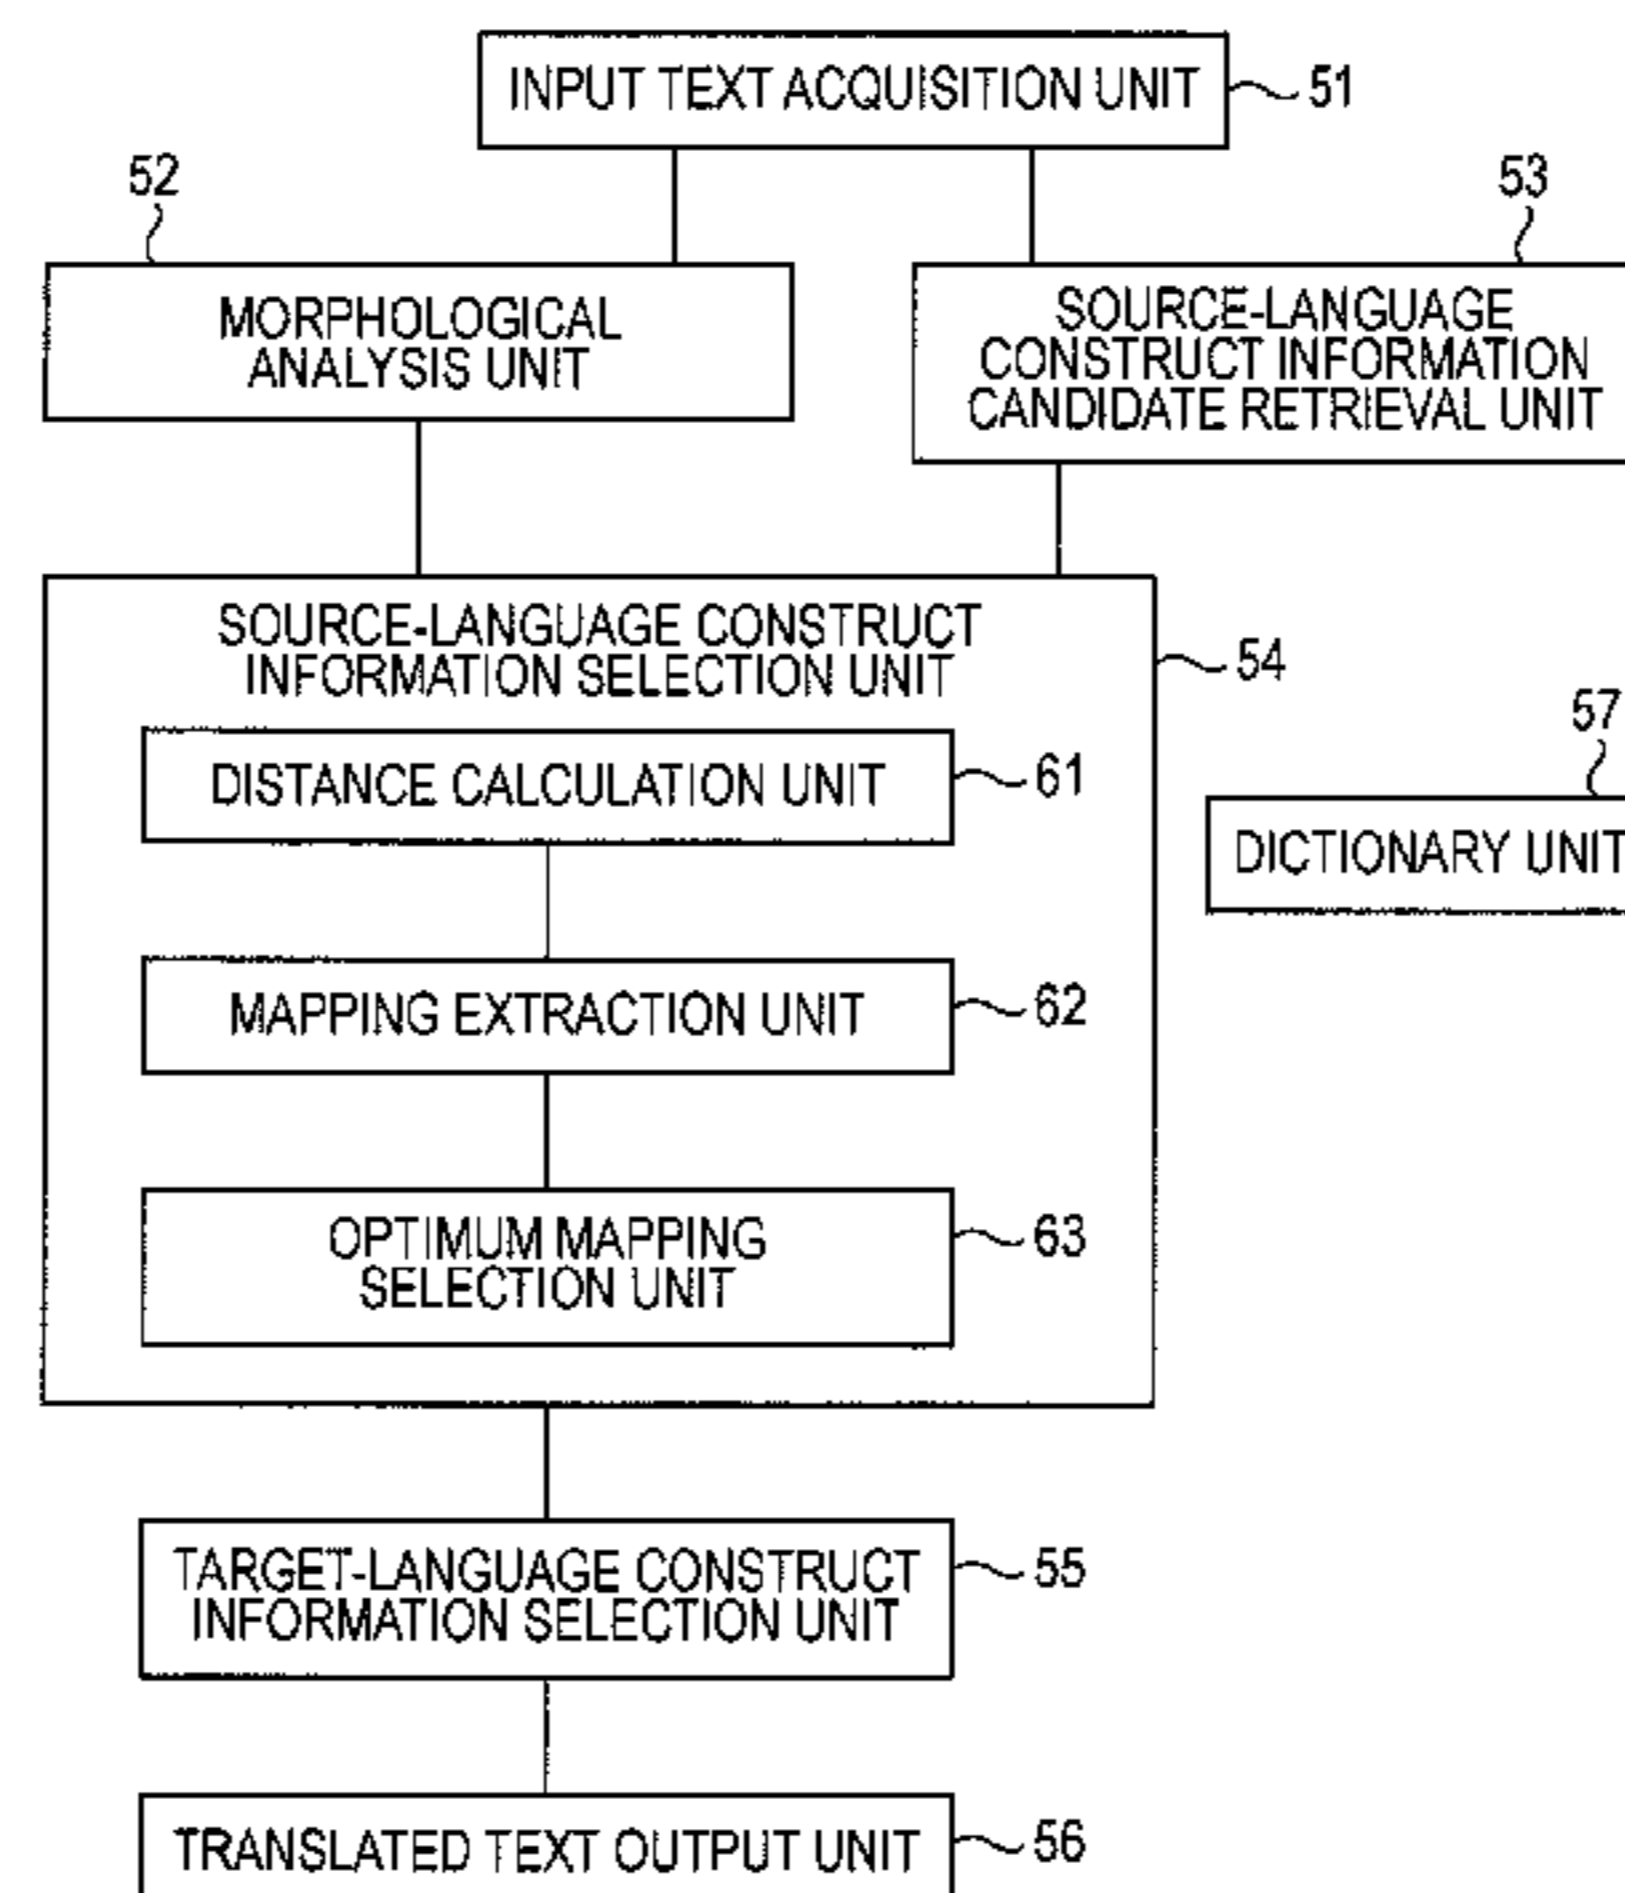 INPUT TEXT ACQUISITION UNIT
51
52
53
MORPHOLOGICAL
ANALYSIS UNIT
SOURCE-LANGUAGE
CONSTRUCT INFORMATION
CANDIDATE RETRIEVAL UNIT
SOURCE-LANGUAGE CONSTRUCT
INFORMATION SELECTION UNIT
54
57
DISTANCE CALCULATION UNIT
61
DICTIONARY UNIT
MAPPING EXTRACTION UNIT
62
OPTIMUM MAPPING
SELECTION UNIT
63
TARGET-LANGUAGE CONSTRUCT
INFORMATION SELECTION UNIT
55
TRANSLATED TEXT OUTPUT UNIT
56